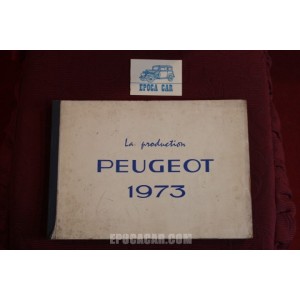 EPOCA CAR
La production
PEUGEOT
1973
EPOCACAR.COM